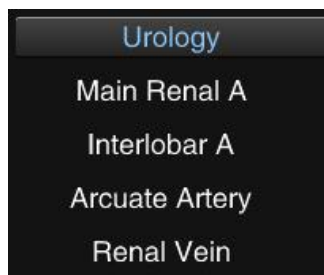 Urology
Main Renal A
Interlobar A
Arcuate Artery
Renal Vein